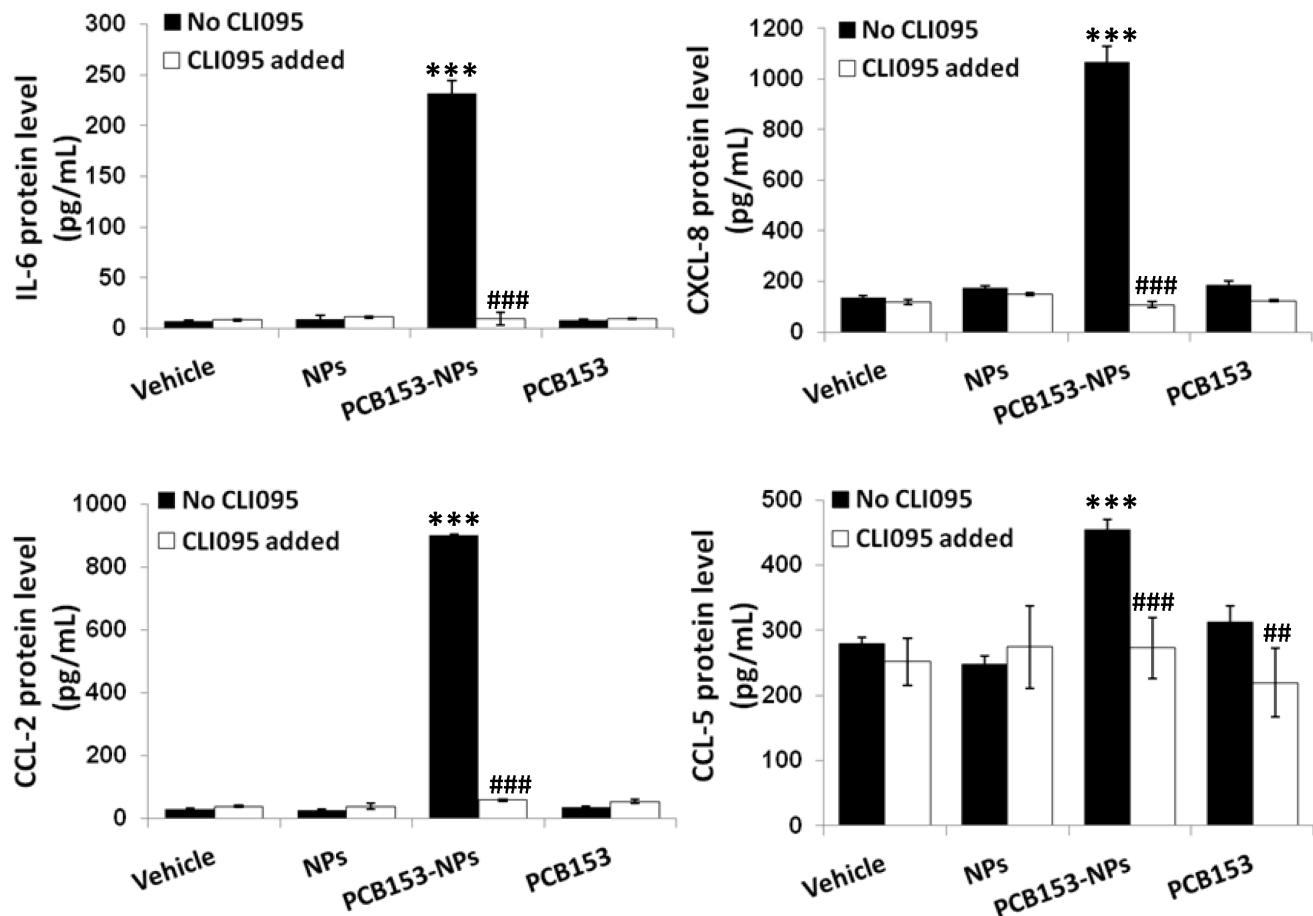 IL-6 protein level
(pg/mL)
300
250
200
150
100
50
0
No CLI095
CLI095 added
***
###
Vehicle
NPs
PCB153-NPs
PCB153
CXCL-8 protein level
(pg/mL)
1200
1000
800
600
400
200
0
No CLI095
CLI095 added
***
###
Vehicle
NPs
PCB153-NPs
PCB153
CCL-2 protein level
(pg/mL)
1000
800
600
400
200
0
No CLI095
CLI095 added
***
###
Vehicle
NPs
PCB153-NPs
PCB153
CCL-5 protein level
(pg/mL)
500
400
300
200
100
0
No CLI095
CLI095 added
***
###
##
Vehicle
NPs
PCB153-NPs
PCB153